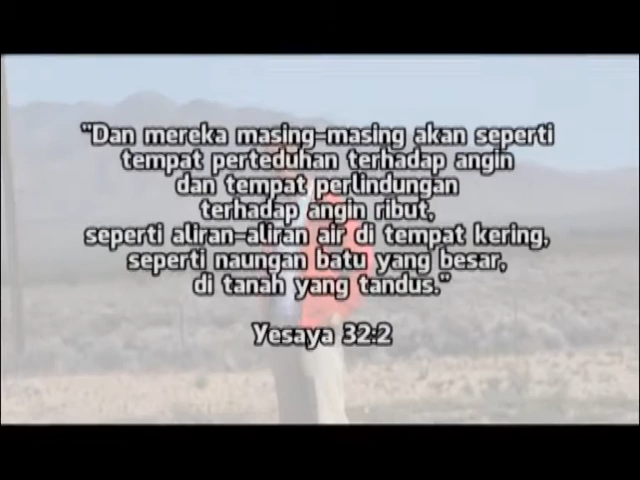 "Dan mereka masing-masing akan seperti
tempat perteduhan terhadap angin
dan tempat perlindungan
terhadap angin ribut,
seperti aliran-aliran air di tempat kering,
seperti naungan batu yang besar,
di tanah yang tandus."
Yesaya 32:2